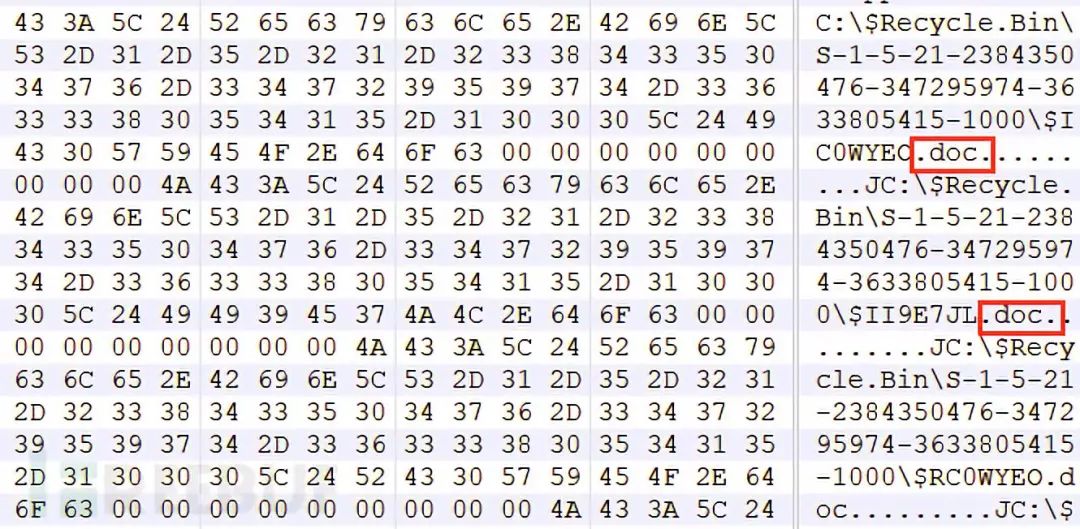 43 3A 5C 24 52 65 63 79 63 6C 65 2E 42 69 6E 5C C:\$Recycle.Bin\
53 2D 31 2D 35 2D 32 31 2D 32 33 38 34 33 35 30 S-1-5-21-2384350
34 37 36 2D 33 34 37 32 39 35 39 37 34 2D 33 36 476-347295974-36
33 33 38 30 35 34 31 35 2D 31 30 30 30 5C 24 49 33805415-1000\$I
43 30 57 59 45 4F 2E 64 6F 63 00 00 00 00 00 00 C0WYEO.doc......
00 00 00 4A 43 3A 5C 24 52 65 63 79 63 6C 65 2E ...JC:\$Recycle.
42 69 6E 5C 53 2D 31 2D 35 2D 32 31 2D 32 33 38 Bin\S-1-5-21-238
34 33 35 30 34 37 36 2D 33 34 37 32 39 35 39 37 4350476-34729597
34 2D 33 36 33 33 38 30 35 34 31 35 2D 31 30 30 4-3633805415-100
30 5C 24 49 49 39 45 37 4A 4C 2E 64 6F 63 00 00 0\$II9E7JL.doc..
00 00 00 00 00 00 00 4A 43 3A 5C 24 52 65 63 79 .......JC:\$Recy
63 6C 65 2E 42 69 6E 5C 53 2D 31 2D 35 2D 32 31 cle.Bin\S-1-5-21
2D 32 33 38 34 33 35 30 34 37 36 2D 33 34 37 32 -2384350476-3472
39 35 39 37 34 2D 33 36 33 33 38 30 35 34 31 35 95974-3633805415
2D 31 30 30 30 5C 24 52 43 30 57 59 45 4F 2E 64 -1000\$RC0WYEO.d
6F 63 00 00 00 00 00 00 00 00 00 4A 43 3A 5C 24 oc.........JC:\$